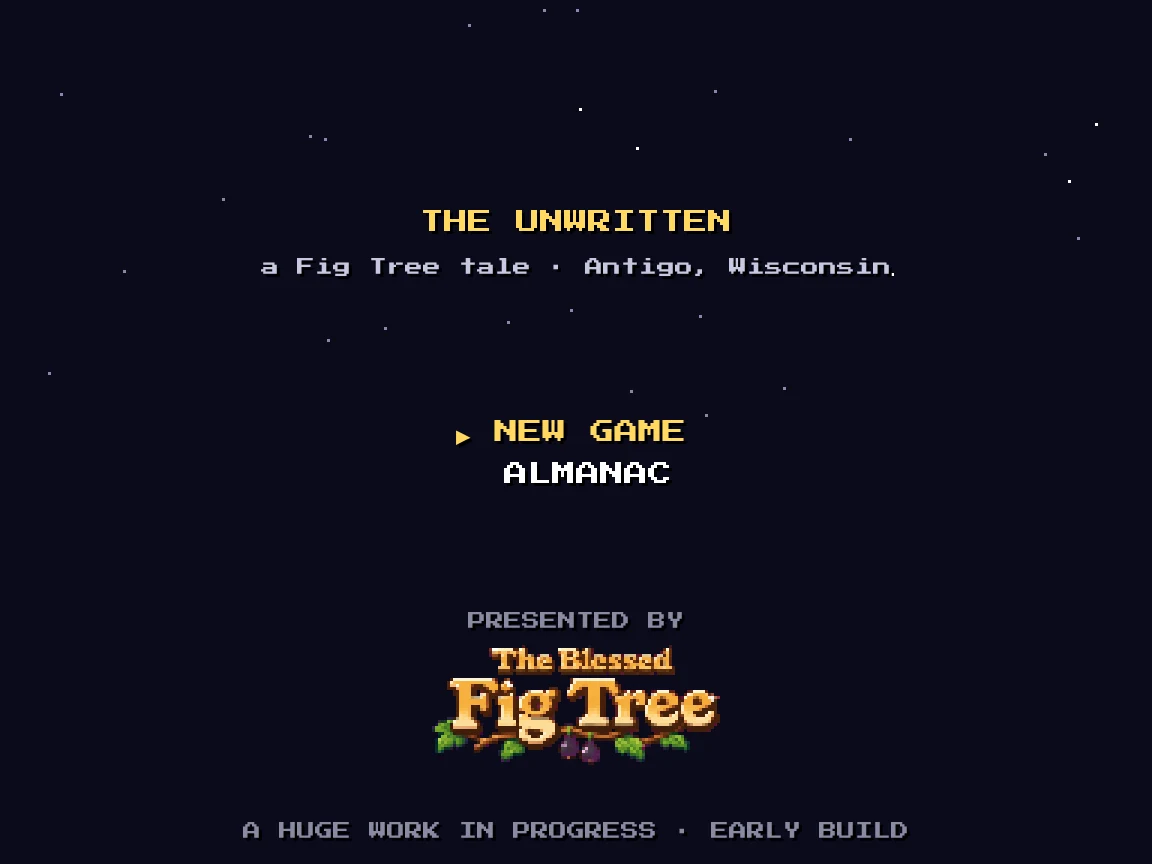 THE UNWRITTEN
a Fig Tree tale · Antigo, Wisconsin
▶ NEW GAME
ALMANAC
PRESENTED BY
The Blessed
Fig Tree
A HUGE WORK IN PROGRESS · EARLY BUILD